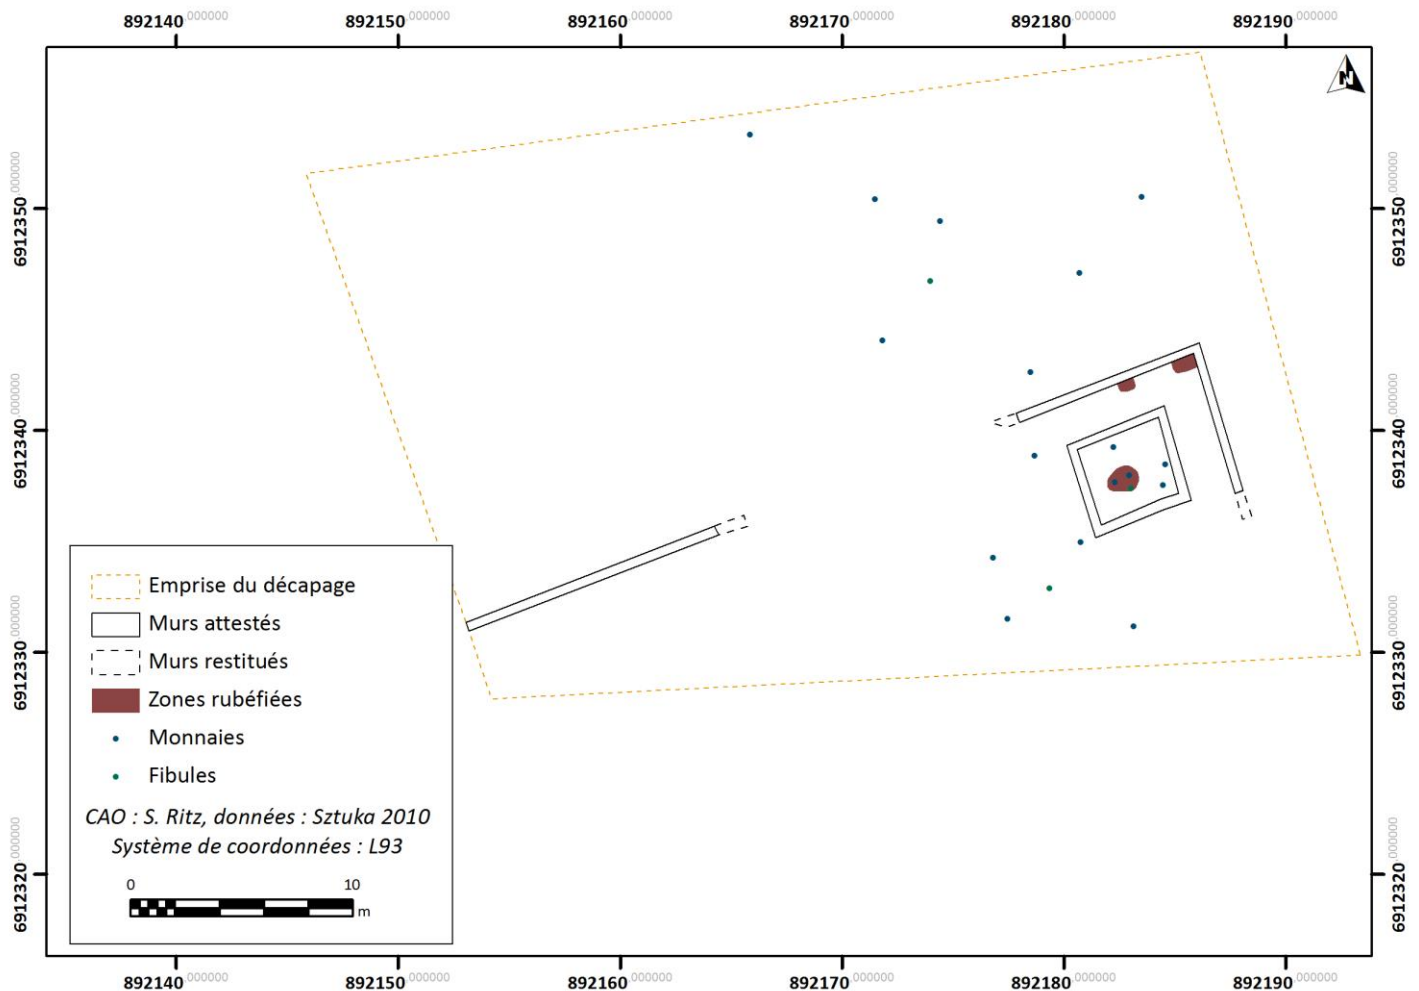 892140,000000 892150,000000 892160,000000 892170,000000 892180,000000 892190,000000
N
6912350,000000 6912350,000000
6912340,000000 6912340,000000
6912330,000000 6912330,000000
6912320,000000 6912320,000000
Emprise du décapage
Murs attestés
Murs restitués
Zones rubéfiées
Monnaies
Fibules
CAO : S. Ritz, données : Sztuka 2010
Système de coordonnées : L93
0 10
m
892140,000000 892150,000000 892160,000000 892170,000000 892180,000000 892190,000000